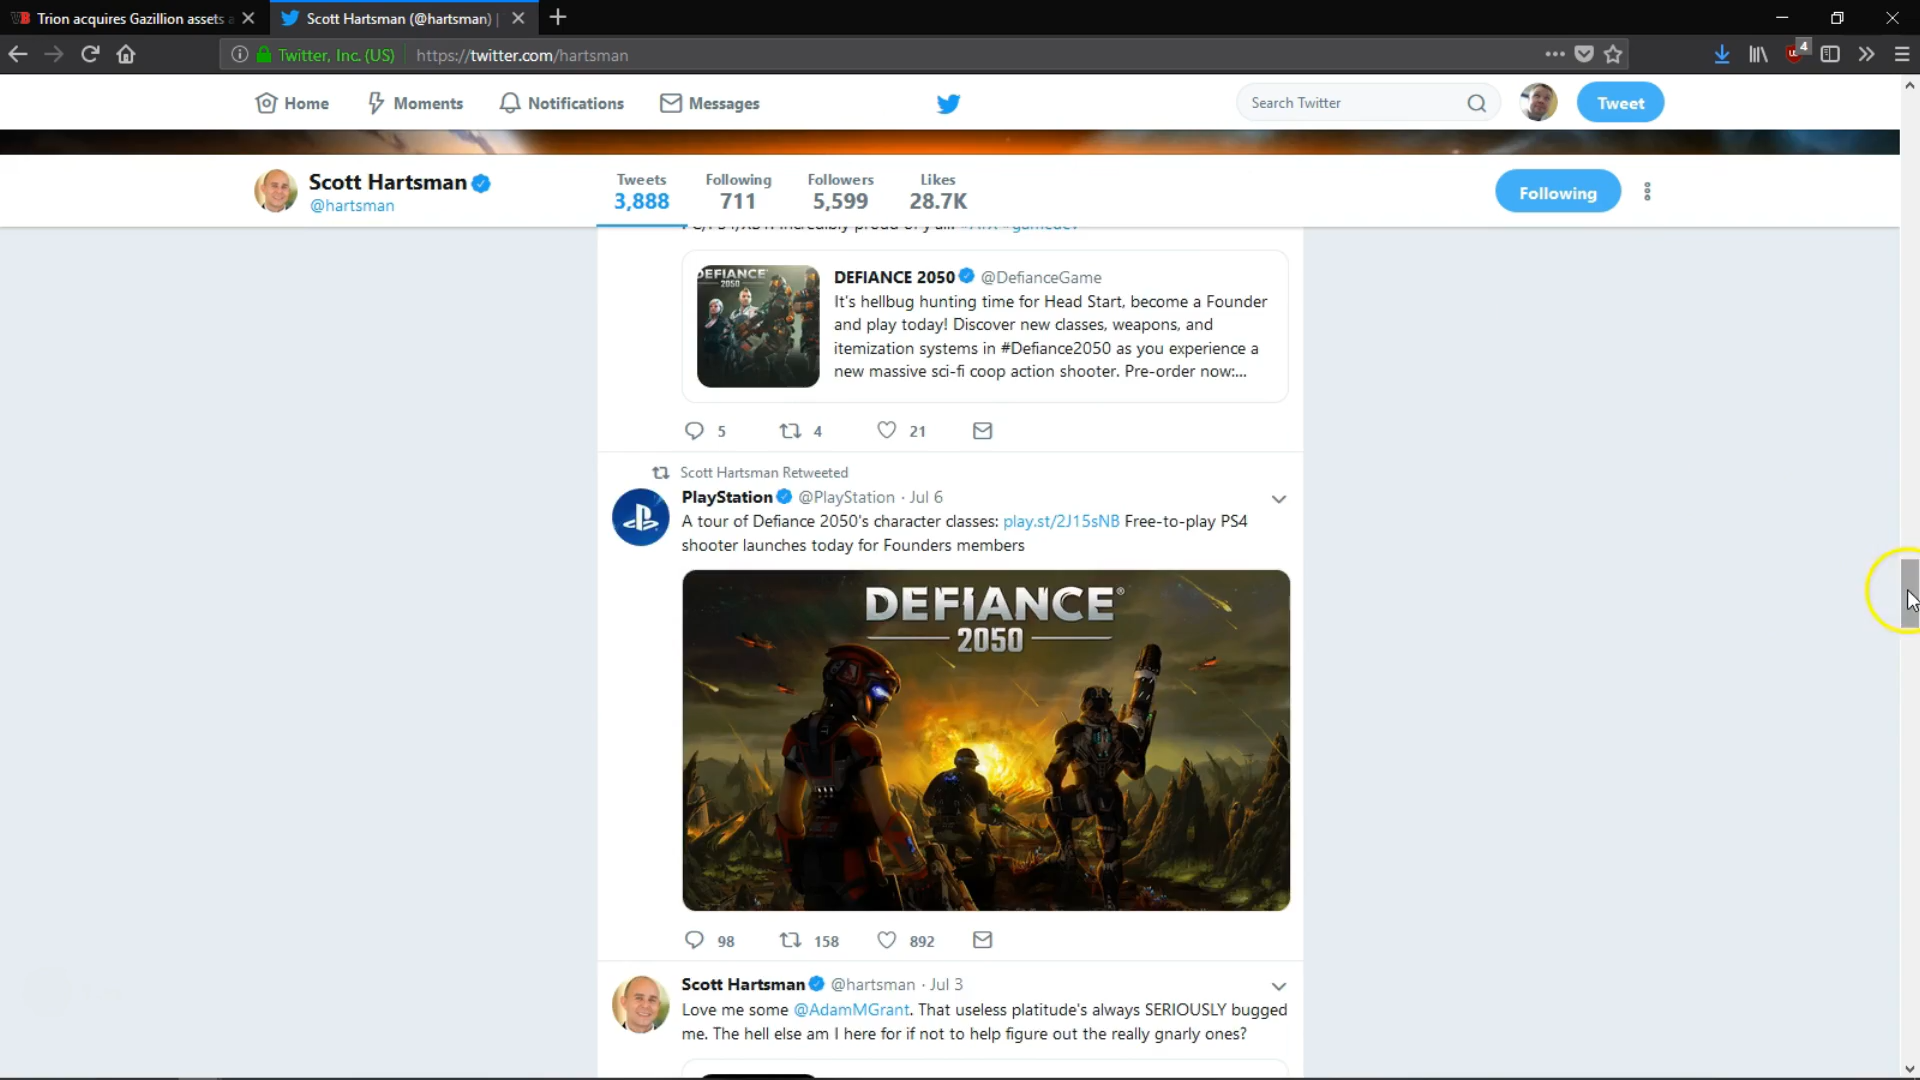 Trion acquires Gazillion assets a
Scott Hartsman (@hartsman) |
Twitter, Inc. (US)
https://twitter.com/hartsman
4
Home
Moments
Notifications
Messages
Search Twitter
Tweet
Scott Hartsman
@hartsman
Tweets
3,888
Following
711
Followers
5,599
Likes
28.7K
Following
DEFIANCE
2050
DEFIANCE 2050 @DefianceGame
It's hellbug hunting time for Head Start, become a Founder
and play today! Discover new classes, weapons, and
itemization systems in #Defiance2050 as you experience a
new massive sci-fi coop action shooter. Pre-order now:...
5 4 21
Scott Hartsman Retweeted
PlayStation @PlayStation · Jul 6
A tour of Defiance 2050's character classes: play.st/2J15sNB Free-to-play PS4
shooter launches today for Founders members
DEFIANCE®
2050
98 158 892
Scott Hartsman @hartsman · Jul 3
Love me some @AdamMGrant. That useless platitude's always SERIOUSLY bugged
me. The hell else am I here for if not to help figure out the really gnarly ones?